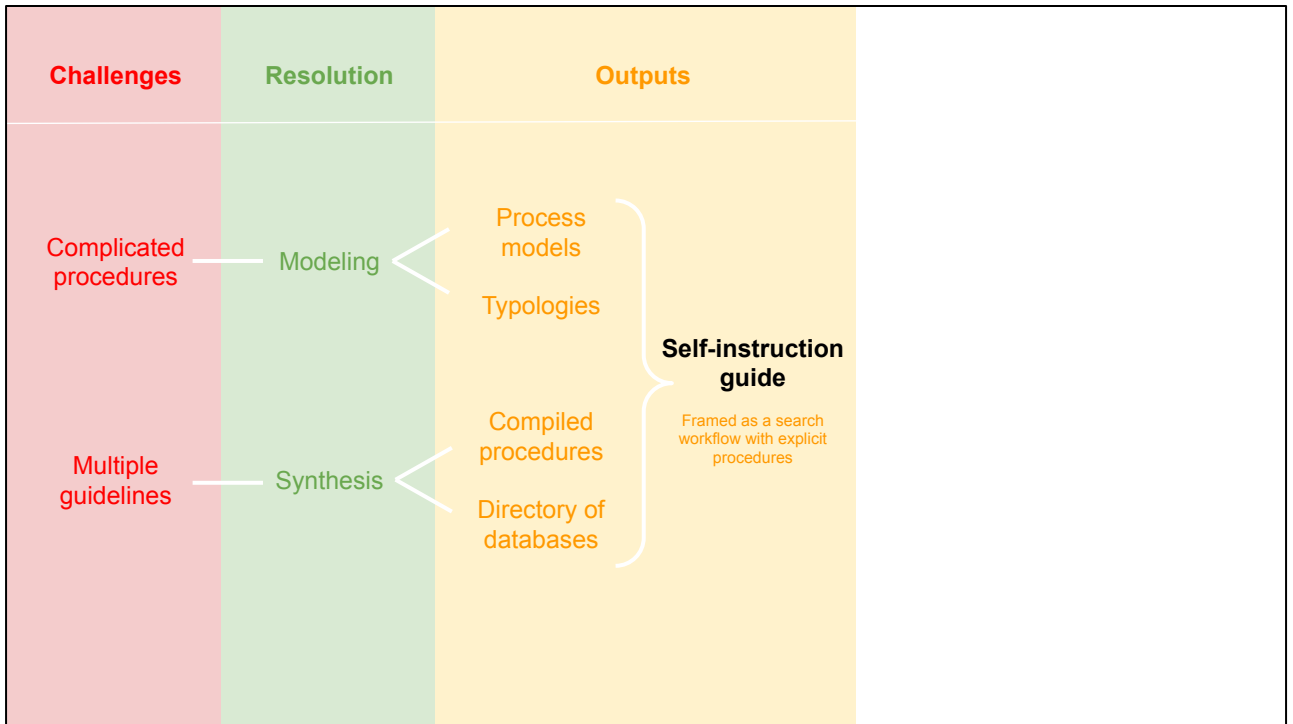 Challenges
Resolution
Outputs
Complicated
procedures
Modeling
Process
models
Typologies
Self-instruction
guide
Framed as a search
workflow with explicit
procedures
Multiple
guidelines
Synthesis
Compiled
procedures
Directory of
databases